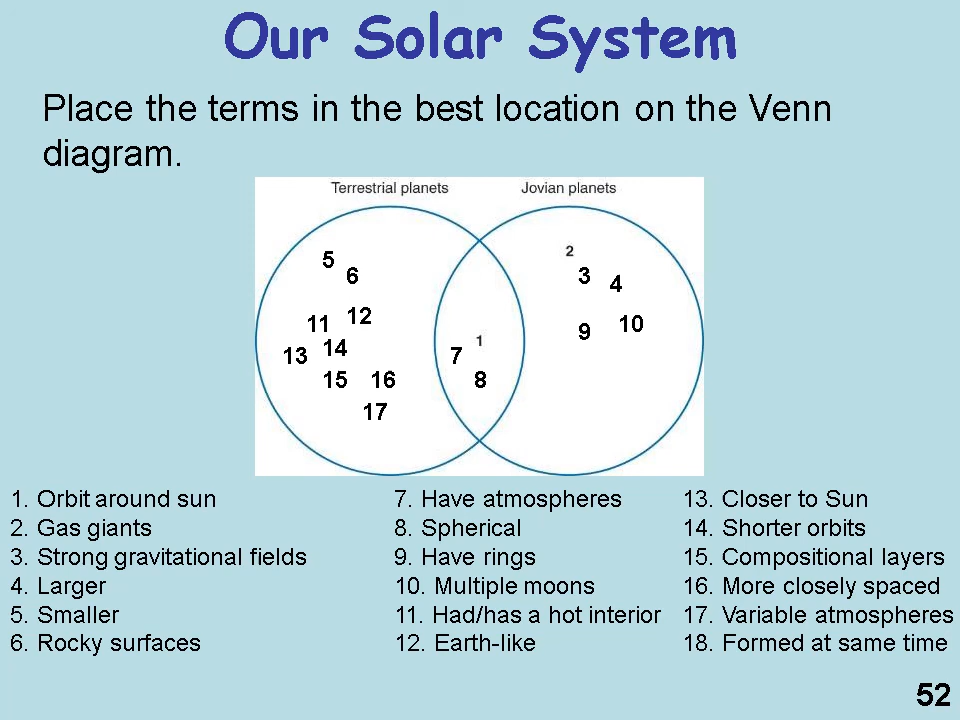 Our Solar System
Place the terms in the best location on the Venn
diagram.
Terrestrial planets
Jovian planets
5
6
11
12
13
14
15
16
17
7
1
8
2
3
4
9
10
1. Orbit around sun
2. Gas giants
3. Strong gravitational fields
4. Larger
5. Smaller
6. Rocky surfaces
7. Have atmospheres
8. Spherical
9. Have rings
10. Multiple moons
11. Had/has a hot interior
12. Earth-like
13. Closer to Sun
14. Shorter orbits
15. Compositional layers
16. More closely spaced
17. Variable atmospheres
18. Formed at same time
52